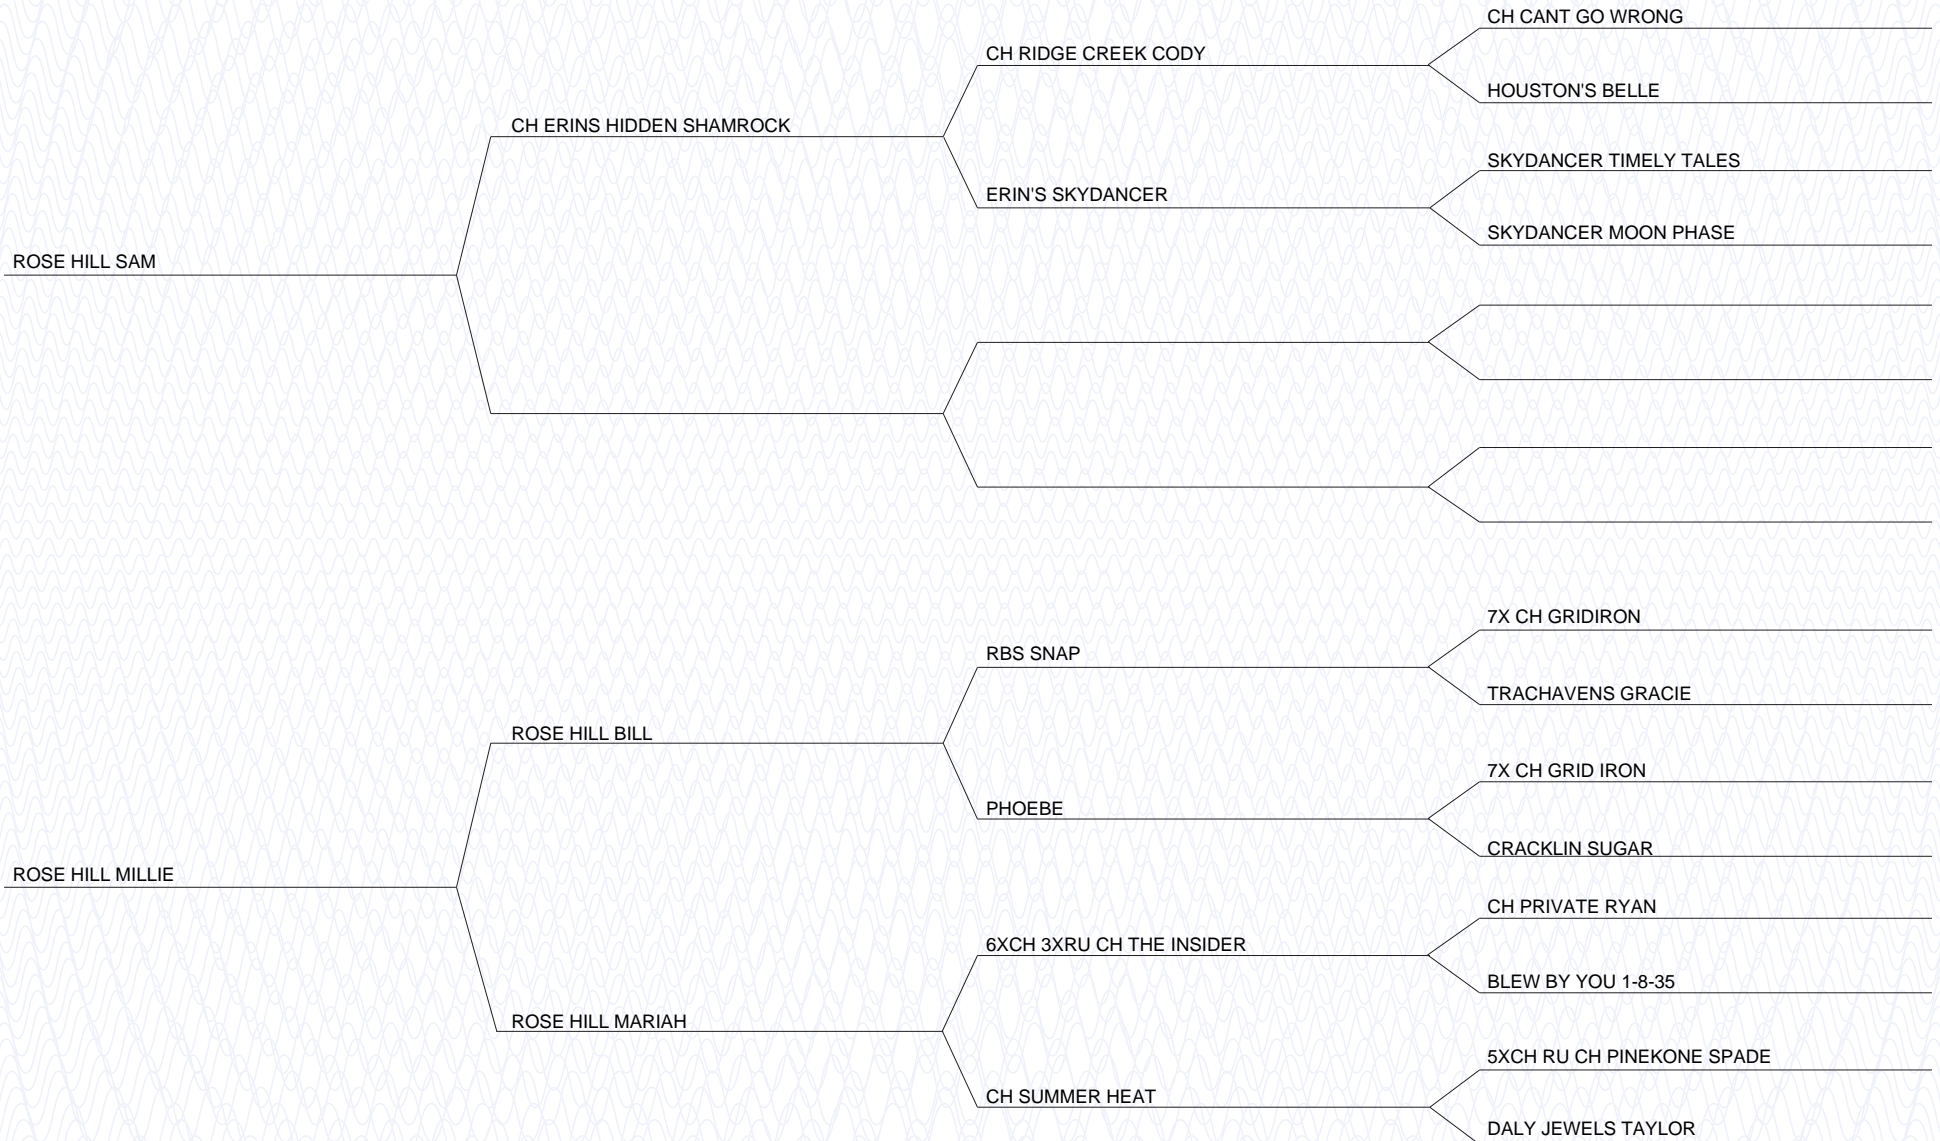 CH CANT GO WRONG
CH RIDGE CREEK CODY
HOUSTON'S BELLE
CH ERINS HIDDEN SHAMROCK
SKYDANCER TIMELY TALES
ERIN'S SKYDANCER
SKYDANCER MOON PHASE
ROSE HILL SAM
7X CH GRIDIRON
RBS SNAP
TRACHAVENS GRACIE
ROSE HILL BILL
7X CH GRID IRON
PHOEBE
CRACKLIN SUGAR
ROSE HILL MILLIE
CH PRIVATE RYAN
6XCH 3XRU CH THE INSIDER
BLEW BY YOU 1-8-35
ROSE HILL MARIAH
5XCH RU CH PINEKONE SPADE
CH SUMMER HEAT
DALY JEWELS TAYLOR